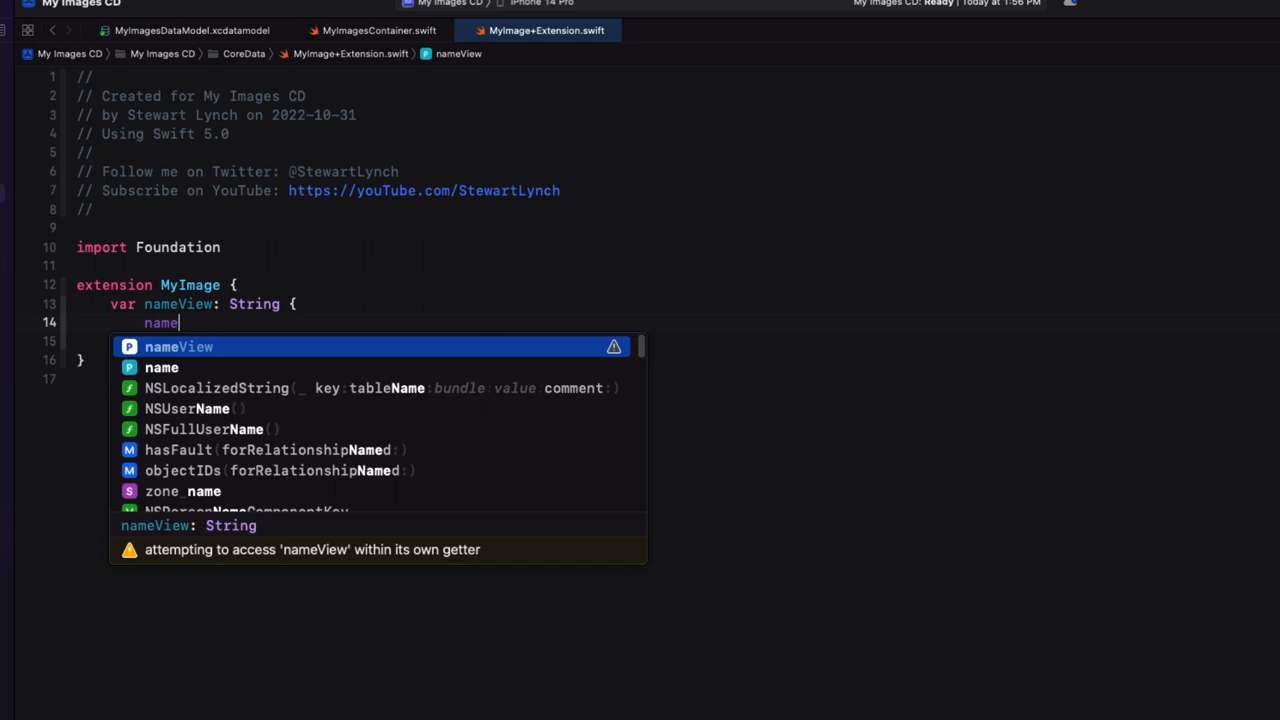 My Images CD
My Images CD 〉 iPhone 14 Pro
My Images CD: Ready | Today at 1:56 PM
MyImagesDataModel.xcdatamodel
MyImagesContainer.swift
MyImage+Extension.swift
My Images CD 〉 My Images CD 〉 CoreData 〉 MyImage+Extension.swift 〉 P nameView
1 //
2 // Created for My Images CD
3 // by Stewart Lynch on 2022-10-31
4 // Using Swift 5.0
5 //
6 // Follow me on Twitter: @StewartLynch
7 // Subscribe on YouTube: https://youTube.com/StewartLynch
8 //
9
10 import Foundation
11
12 extension MyImage {
13 var nameView: String {
14 name
15
P nameView
P name
f NSLocalizedString(_ key:tableName:bundle:value:comment:)
f NSUserName()
f NSFullUserName()
M hasFault(forRelationshipNamed:)
M objectIDs(forRelationshipNamed:)
S zone_name
V NSPersonNameComponentKey
nameView: String
attempting to access 'nameView' within its own getter
16 }
17